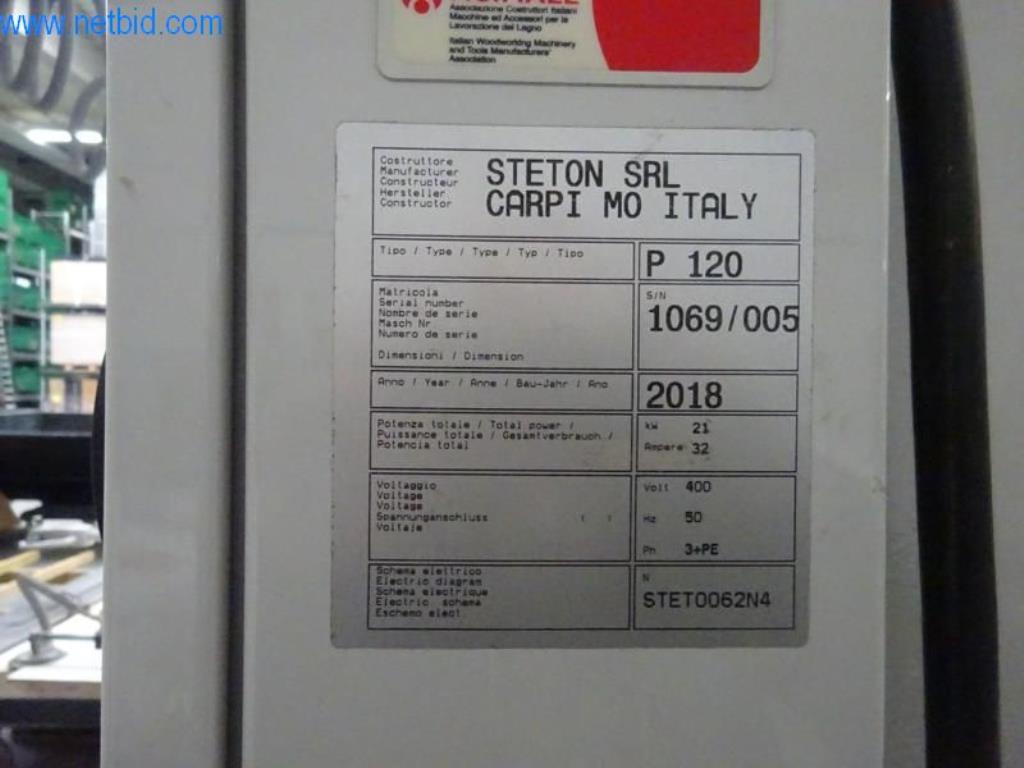 www.netbid.com
Associazione Costruttori Italiani
Macchine ed Accessori per la
Lavorazione del Legno
Italian Woodworking Machinery
and Tools Manufacturers'
Association
Costruttore
Manufacturer
Constructeur
Hersteller
Constructor
STETON SRL
CARPI MO ITALY
Tipo / Type / Type / Typ / Tipo
P 120
Matricola
Serial number
Nombre de serie
Masch Nr
Numero de serie
Dimensioni / Dimension
S/N
1069/005
Anno / Year / Anne / Bau-Jahr / Ano
2018
Potenza totale / Total power /
Puissance totale / Gesamtverbrauch /
Potencia total
kW 21
Ampere 32
Voltaggio
Voltage
Voltage
Spannunganschluss ( )
Voltaje
Volt 400
Hz 50
Ph 3+PE
Schema elettrico
Electric diagram
Schema electrique
Electric schema
Eschemo elect.
N
STET0062N4